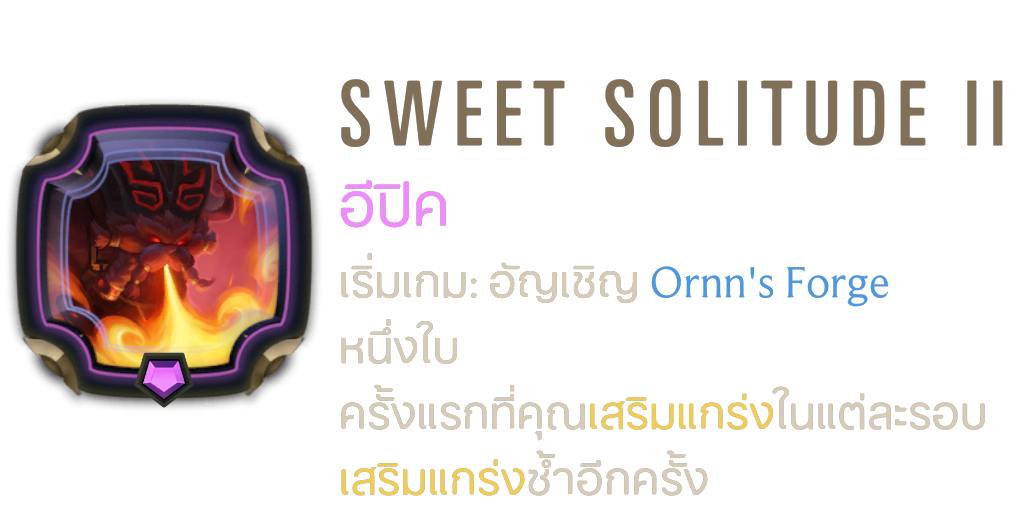 SWEET SOLITUDE II
อีปิค
เริ่มเกม: อัญเชิญ Ornn's Forge
หนึ่งใบ
ครั้งแรกที่คุณเสริมแกร่งในแต่ละรอบ
เสริมแกร่งซ้ำอีกครั้ง